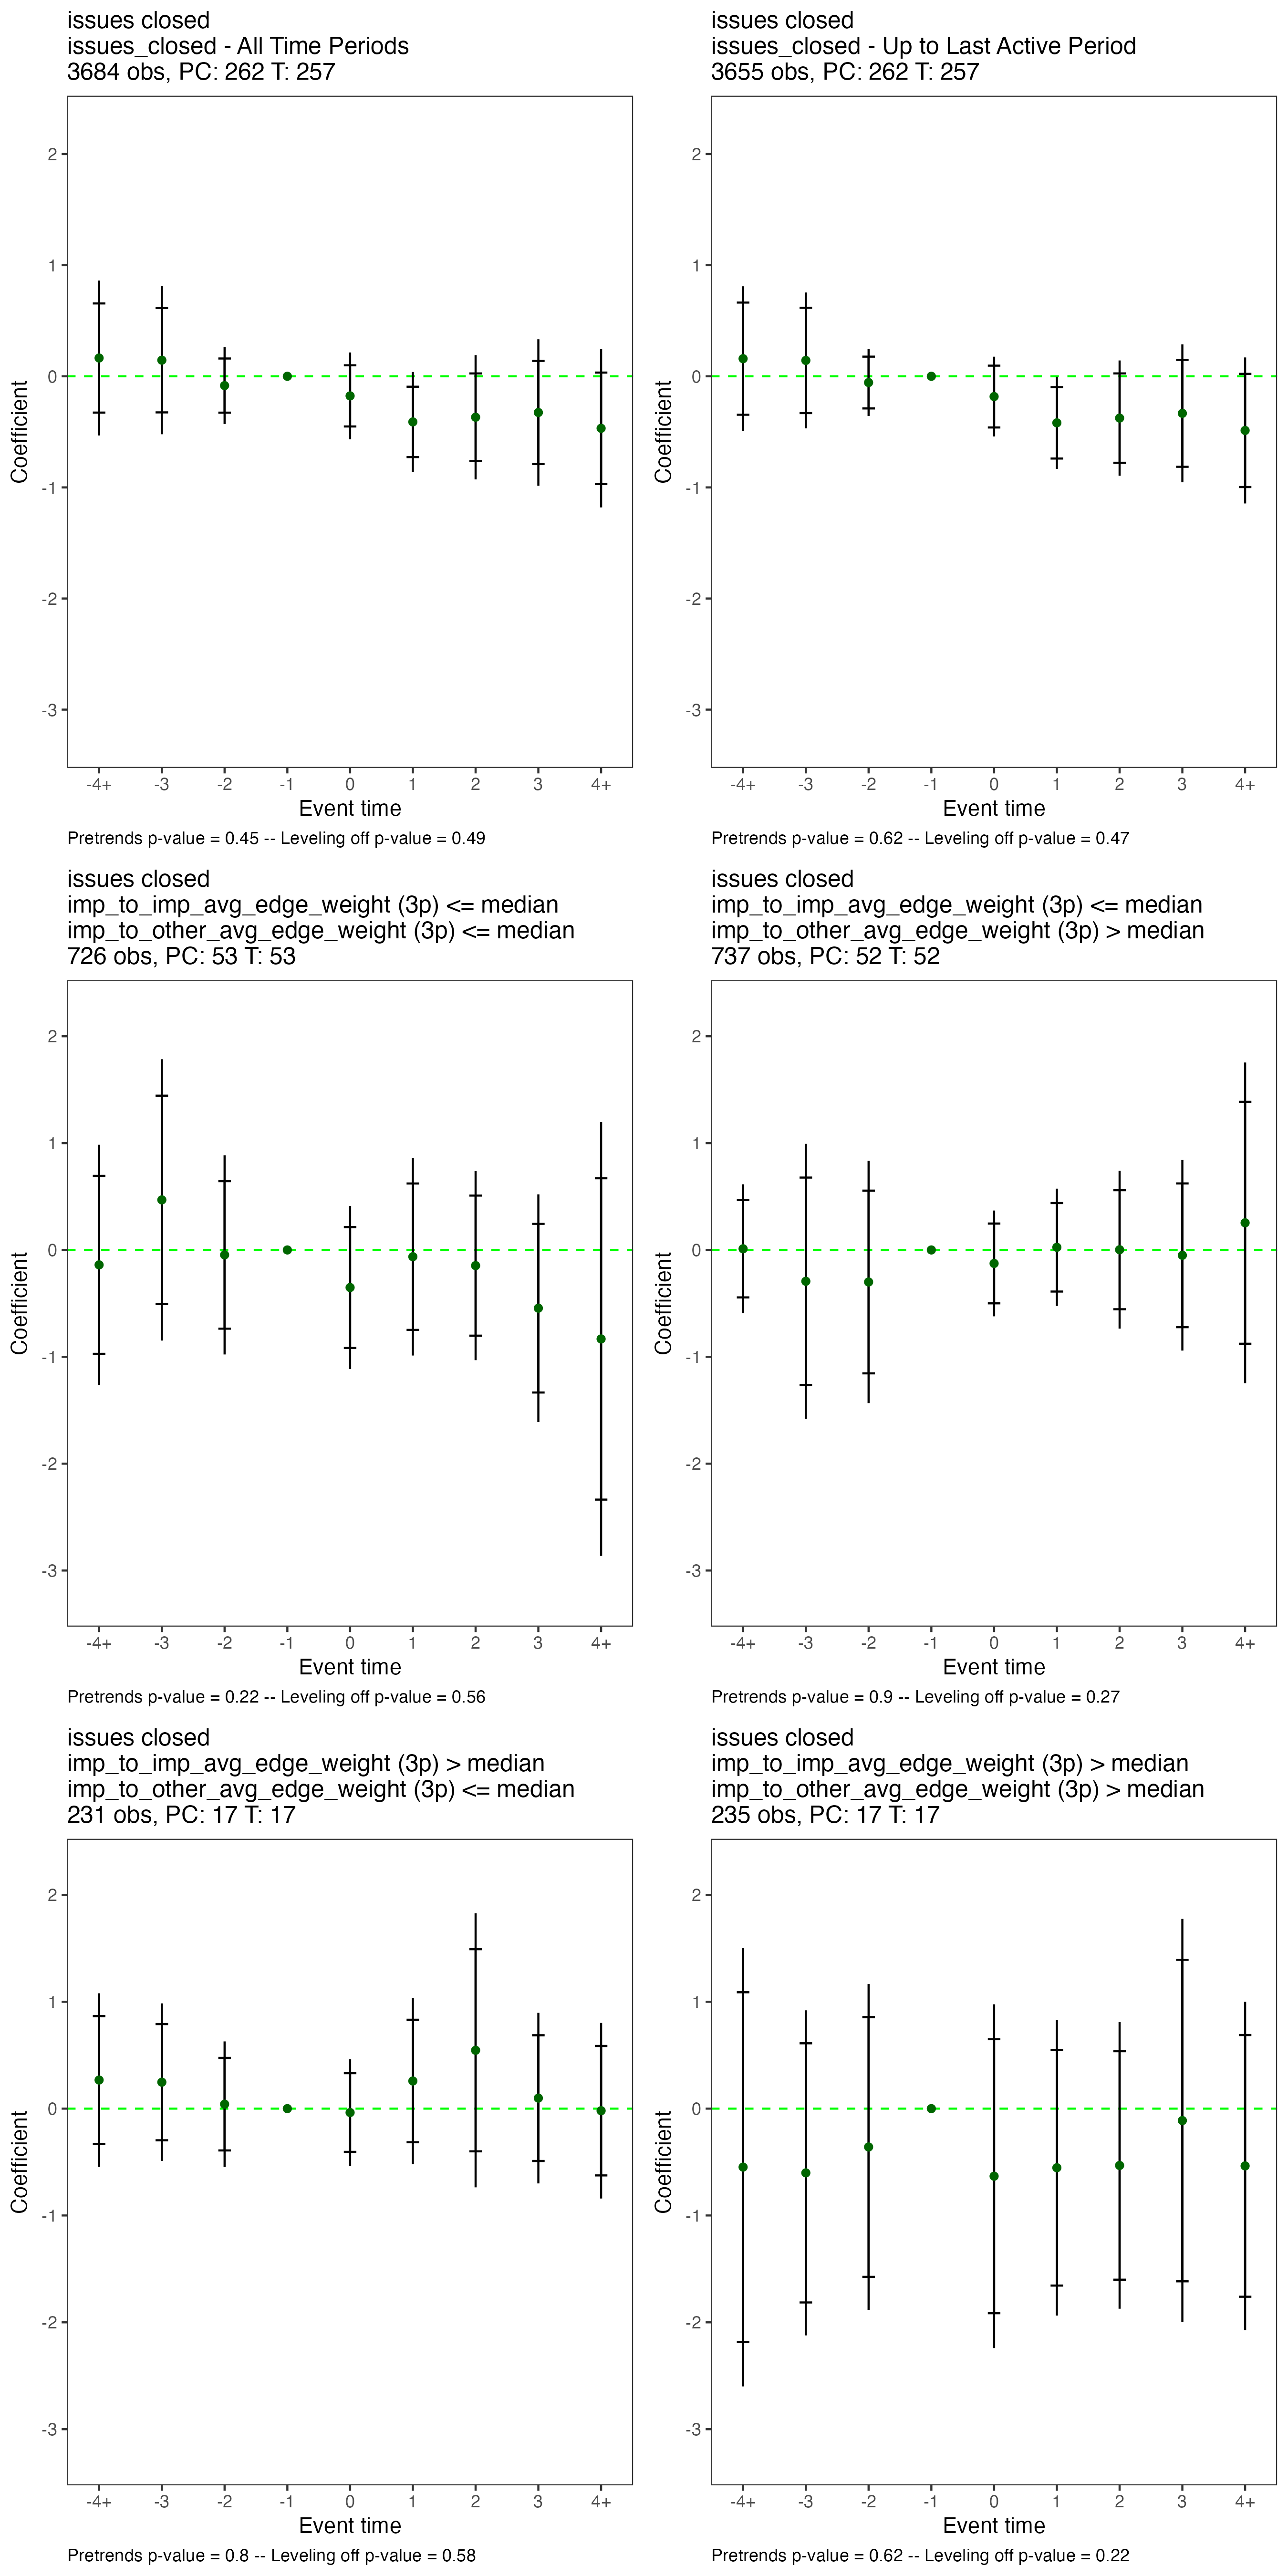 issues closed
issues_closed - All Time Periods
3684 obs, PC: 262 T: 257
2
1
0
-1
-2
-3
Coefficient
-4+ -3 -2 -1 0 1 2 3 4+
Event time
Pretrends p-value = 0.45 -- Leveling off p-value = 0.49
issues closed
issues_closed - Up to Last Active Period
3655 obs, PC: 262 T: 257
2
1
0
-1
-2
-3
Coefficient
-4+ -3 -2 -1 0 1 2 3 4+
Event time
Pretrends p-value = 0.62 -- Leveling off p-value = 0.47
issues closed
imp_to_imp_avg_edge_weight (3p) <= median
imp_to_other_avg_edge_weight (3p) <= median
726 obs, PC: 53 T: 53
2
1
0
-1
-2
-3
Coefficient
-4+ -3 -2 -1 0 1 2 3 4+
Event time
Pretrends p-value = 0.22 -- Leveling off p-value = 0.56
issues closed
imp_to_imp_avg_edge_weight (3p) <= median
imp_to_other_avg_edge_weight (3p) > median
737 obs, PC: 52 T: 52
2
1
0
-1
-2
-3
Coefficient
-4+ -3 -2 -1 0 1 2 3 4+
Event time
Pretrends p-value = 0.9 -- Leveling off p-value = 0.27
issues closed
imp_to_imp_avg_edge_weight (3p) > median
imp_to_other_avg_edge_weight (3p) <= median
231 obs, PC: 17 T: 17
2
1
0
-1
-2
-3
Coefficient
-4+ -3 -2 -1 0 1 2 3 4+
Event time
Pretrends p-value = 0.8 -- Leveling off p-value = 0.58
issues closed
imp_to_imp_avg_edge_weight (3p) > median
imp_to_other_avg_edge_weight (3p) > median
235 obs, PC: 17 T: 17
2
1
0
-1
-2
-3
Coefficient
-4+ -3 -2 -1 0 1 2 3 4+
Event time
Pretrends p-value = 0.62 -- Leveling off p-value = 0.22